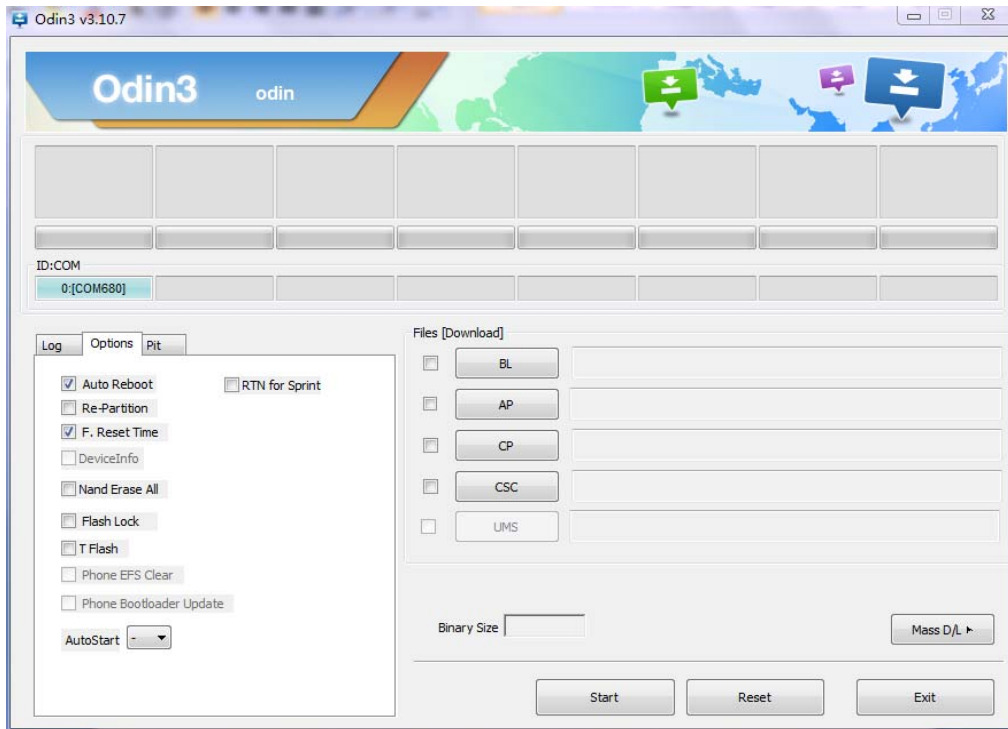 Odin3 v3.10.7
Odin3 odin
ID:COM
0:[COM680]
Log Options Pit
Auto Reboot RTN for Sprint
Re-Partition
F. Reset Time
DeviceInfo
Nand Erase All
Flash Lock
T Flash
Phone EFS Clear
Phone Bootloader Update
AutoStart -
Files [Download]
BL
AP
CP
CSC
UMS
Binary Size
Mass D/L
Start Reset Exit